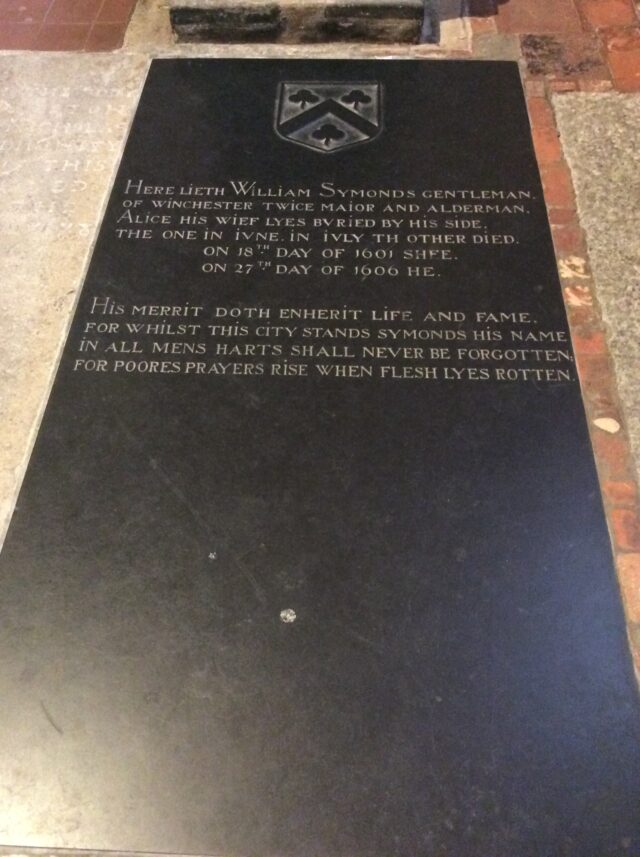 HERE LIETH WILLIAM SYMONDS GENTLEMAN.
OF WINCHESTER TWICE MAIOR AND ALDERMAN.
ALICE HIS WIEF LYES BVRIED BY HIS SIDE.
THE ONE IN IVNE. IN IVLY TH OTHER DIED.
ON 18TH DAY OF 1601 SHEE.
ON 27TH DAY OF 1606 HE.
HIS MERRIT DOTH ENHERIT LIFE AND FAME.
FOR WHILST THIS CITY STANDS SYMONDS HIS NAME
IN ALL MENS HARTS SHALL NEVER BE FORGOTTEN;
FOR POORES PRAYERS RISE WHEN FLESH LYES ROTTEN.